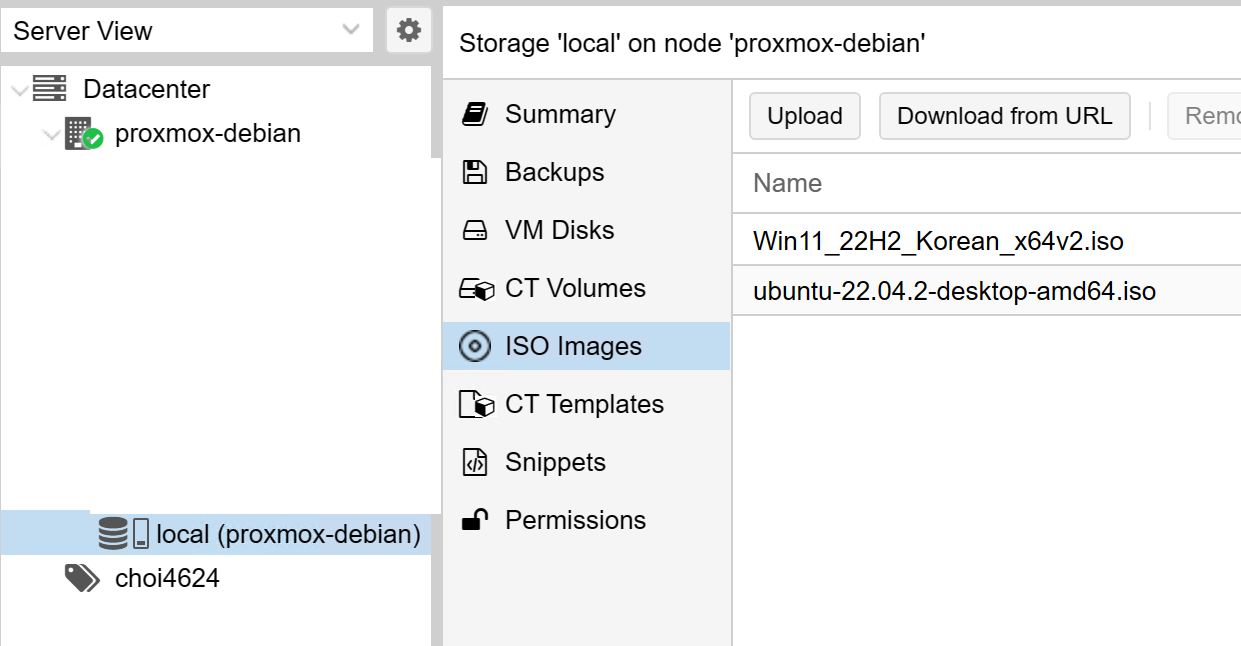 Server View
Datacenter
proxmox-debian
local (proxmox-debian)
choi4624
Storage 'local' on node 'proxmox-debian'
Summary
Backups
VM Disks
CT Volumes
ISO Images
CT Templates
Snippets
Permissions
Upload Download from URL Remo
Name
Win11_22H2_Korean_x64v2.iso
ubuntu-22.04.2-desktop-amd64.iso